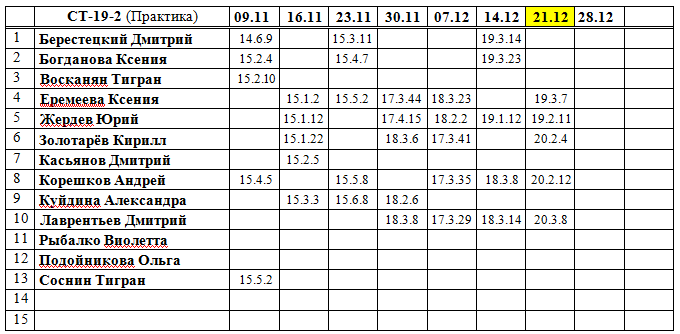 СТ-19-2 (Практика) 09.11 16.11 23.11 30.11 07.12 14.12 21.12 28.12
1 Берестецкий Дмитрий 14.6.9 15.3.11 19.3.14
2 Богданова Ксения 15.2.4 15.4.7 19.3.23
3 Восканян Тигран 15.2.10
4 Еремеева Ксения 15.1.2 15.5.2 17.3.44 18.3.23 19.3.7
5 Жердев Юрий 15.1.12 17.4.15 18.2.2 19.1.12 19.2.11
6 Золотарёв Кирилл 15.1.22 18.3.6 17.3.41 20.2.4
7 Касьянов Дмитрий 15.2.5
8 Корешков Андрей 15.4.5 15.5.8 17.3.35 18.3.8 20.2.12
9 Куйдина Александра 15.3.3 15.6.8 18.2.6
10 Лаврентьев Дмитрий 18.3.8 17.3.29 18.3.14 20.3.8
11 Рыбалко Виолетта
12 Подойникова Ольга
13 Соснин Тигран 15.5.2
14
15